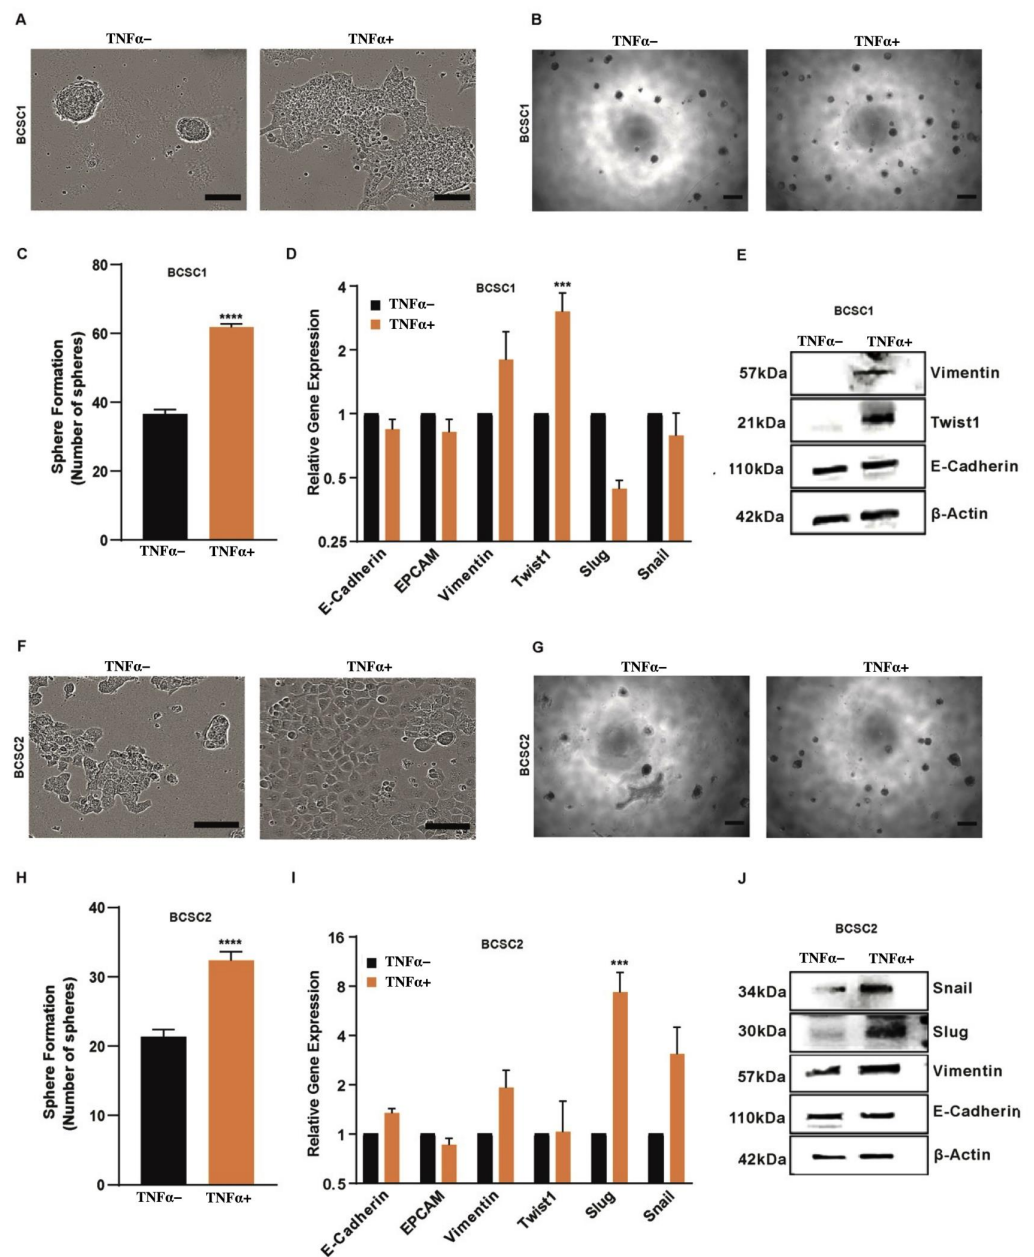 A
TNFα−
TNFα+
BCSC1
B
TNFα−
TNFα+
BCSC1
C
BCSC1
80
60
40
20
0
Sphere Formation
(Number of spheres)
****
TNFα−
TNFα+
D
BCSC1
TNFα−
TNFα+
***
4
2
1
0.5
0.25
Relative Gene Expression
E-Cadherin
EPCAM
Vimentin
Twist1
Slug
Snail
E
BCSC1
TNFα−
TNFα+
57kDa
Vimentin
21kDa
Twist1
110kDa
E-Cadherin
42kDa
β-Actin
F
TNFα−
TNFα+
BCSC2
G
TNFα−
TNFα+
BCSC2
H
BCSC2
40
30
20
10
0
Sphere Formation
(Number of spheres)
****
TNFα−
TNFα+
I
BCSC2
TNFα−
TNFα+
***
16
8
4
2
1
0.5
Relative Gene Expression
E-Cadherin
EPCAM
Vimentin
Twist1
Slug
Snail
J
BCSC2
TNFα−
TNFα+
34kDa
Snail
30kDa
Slug
57kDa
Vimentin
110kDa
E-Cadherin
42kDa
β-Actin